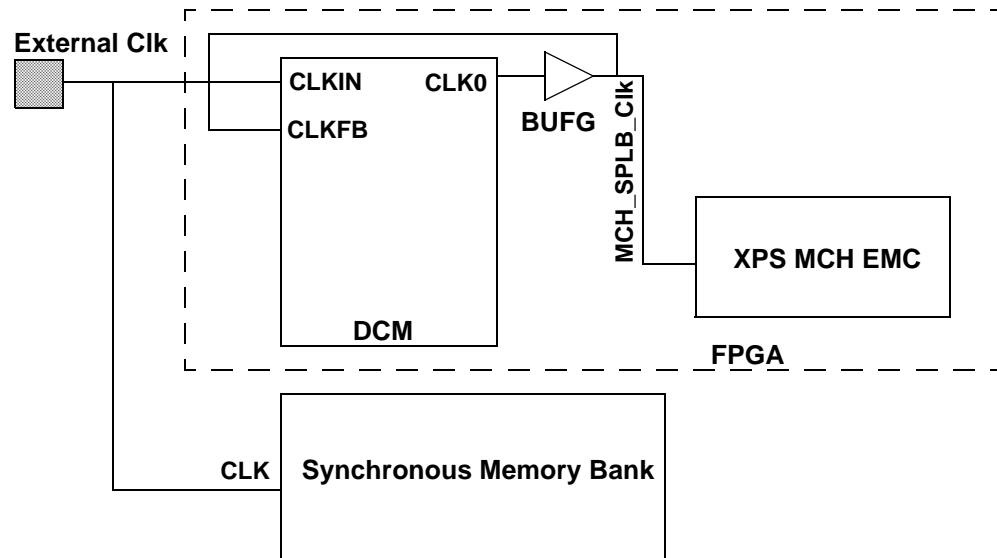 External Clk
CLKIN
CLK0
CLKFB
BUFG
MCH_SPLB_Clk
XPS MCH EMC
DCM
FPGA
CLK
Synchronous Memory Bank